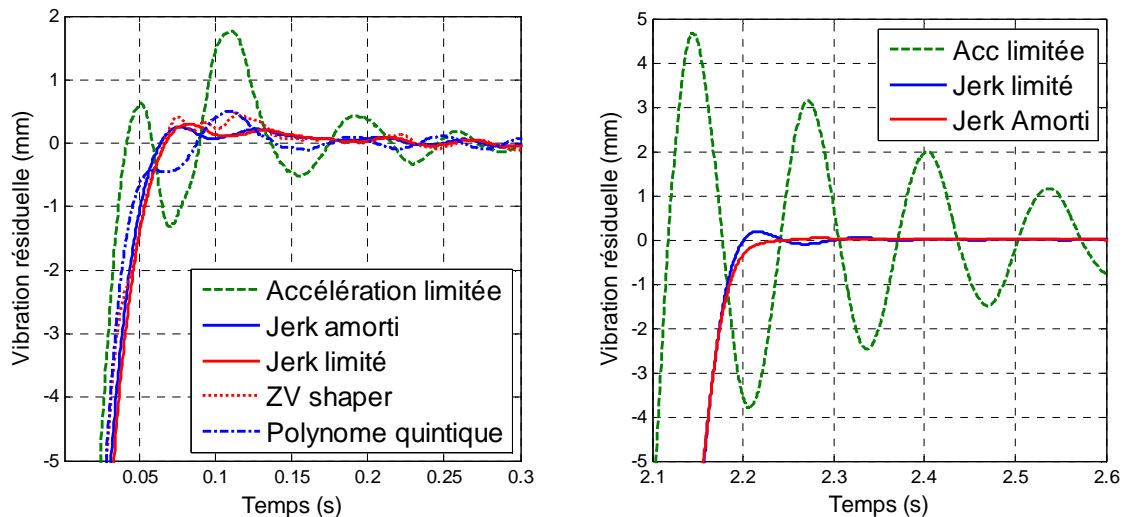 2
1
0
-1
-2
-3
-4
-5
0.05
0.1
0.15
0.2
0.25
0.3
Temps (s)
Vibration résiduelle (mm)
Accélération limitée
Jerk amorti
Jerk limité
ZV shaper
Polynome quintique
5
4
3
2
1
0
-1
-2
-3
-4
-5
2.1
2.2
2.3
2.4
2.5
2.6
Temps (s)
Vibration résiduelle (mm)
Acc limitée
Jerk limité
Jerk Amorti